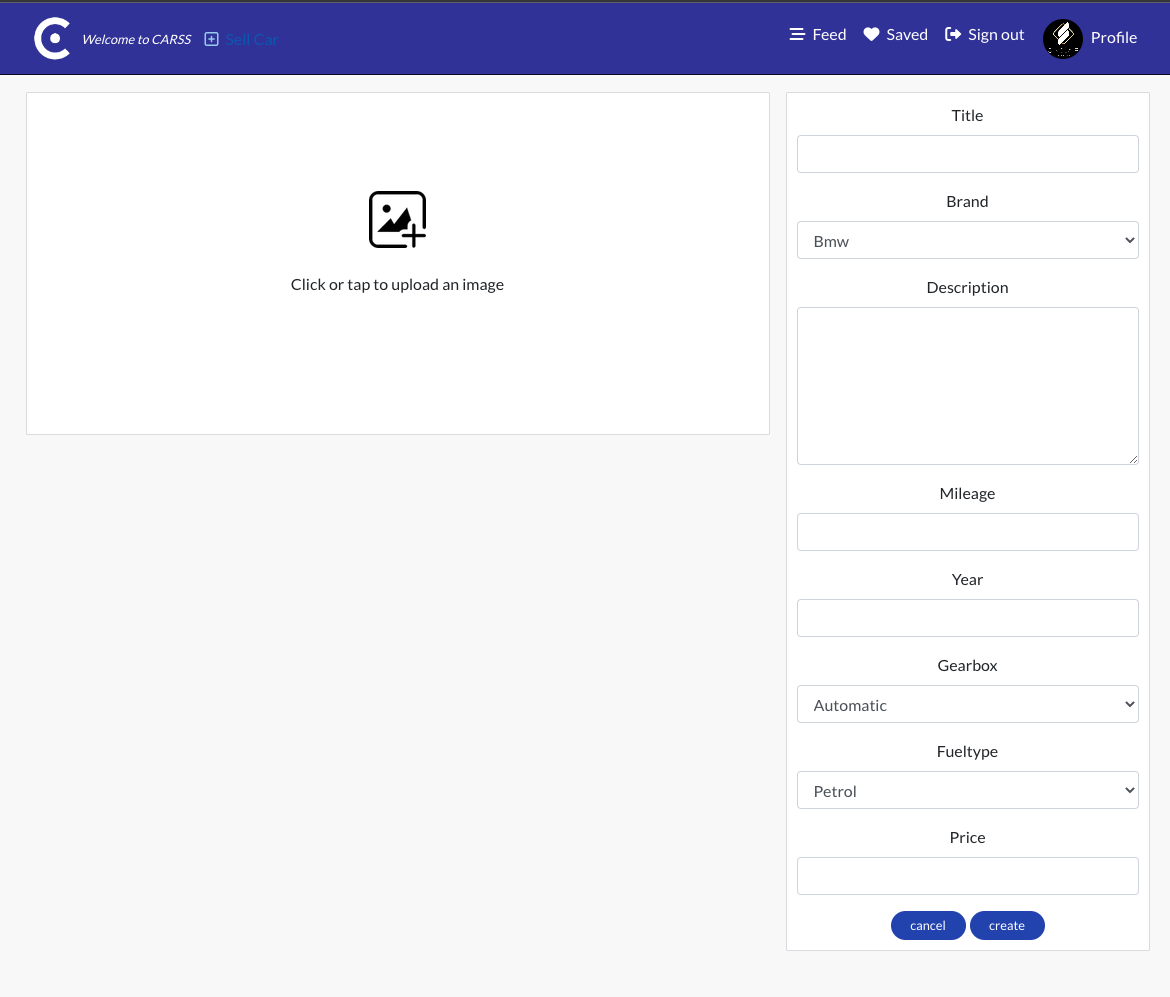 Welcome to CARSS Sell Car Feed Saved Sign out Profile
Click or tap to upload an image
Title
Brand
Bmw
Description
Mileage
Year
Gearbox
Automatic
Fueltype
Petrol
Price
cancel create